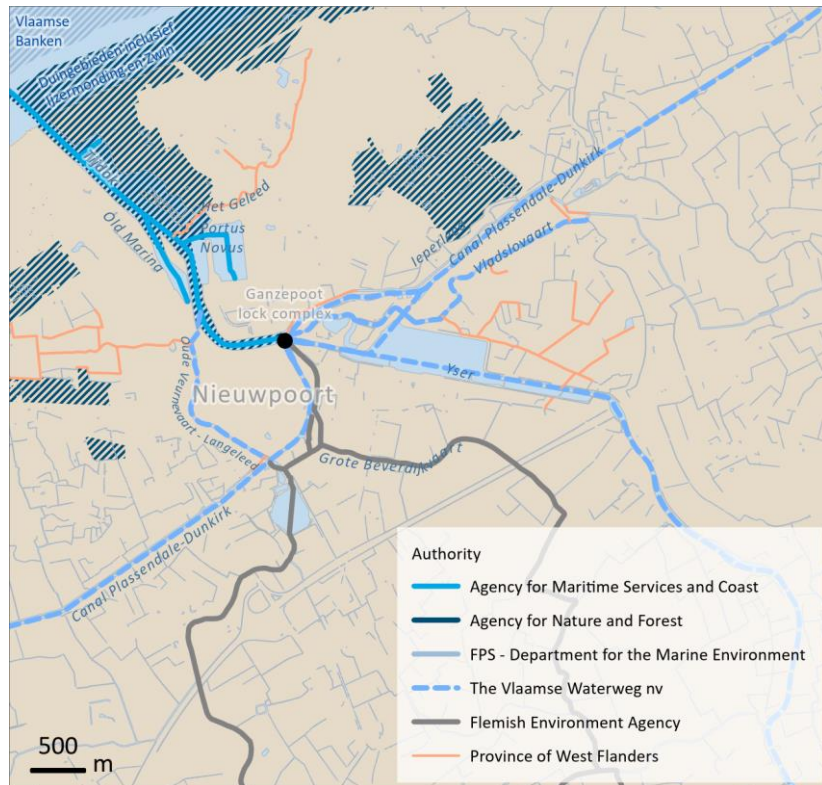 Vlaamse
Banken
Duingebieden inclusief
Ijzermonding en Zwin
Tijdok
Old Marina
Het Geleed
Portus
Novus
Ieperleed
Canal Plassendale-Dunkirk
Vladslovaart
Ganzepoot
lock complex
Yser
Nieuwpoort
Oude Veurnevaart - Langeleed
Grote Beverdijkvaart
Canal Plassendale-Dunkirk
Authority
Agency for Maritime Services and Coast
Agency for Nature and Forest
FPS - Department for the Marine Environment
The Vlaamse Waterweg nv
Flemish Environment Agency
Province of West Flanders
500
m